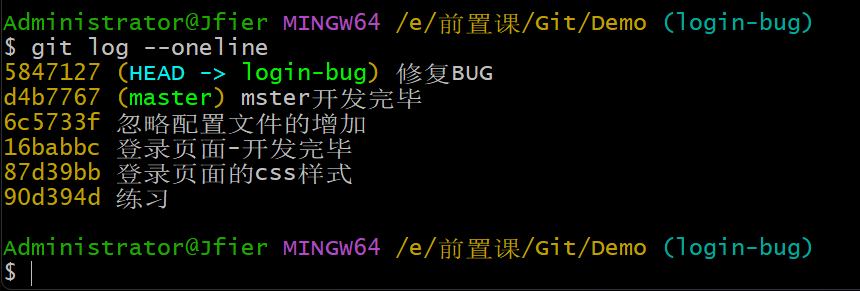 Administrator@Jfier MINGW64 /e/前置课/Git/Demo (login-bug)
$ git log --oneline
5847127 (HEAD -> login-bug) 修复BUG
d4b7767 (master) mster开发完毕
6c5733f 忽略配置文件的增加
16babbc 登录页面-开发完毕
87d39bb 登录页面的css样式
90d394d 练习
Administrator@Jfier MINGW64 /e/前置课/Git/Demo (login-bug)
$